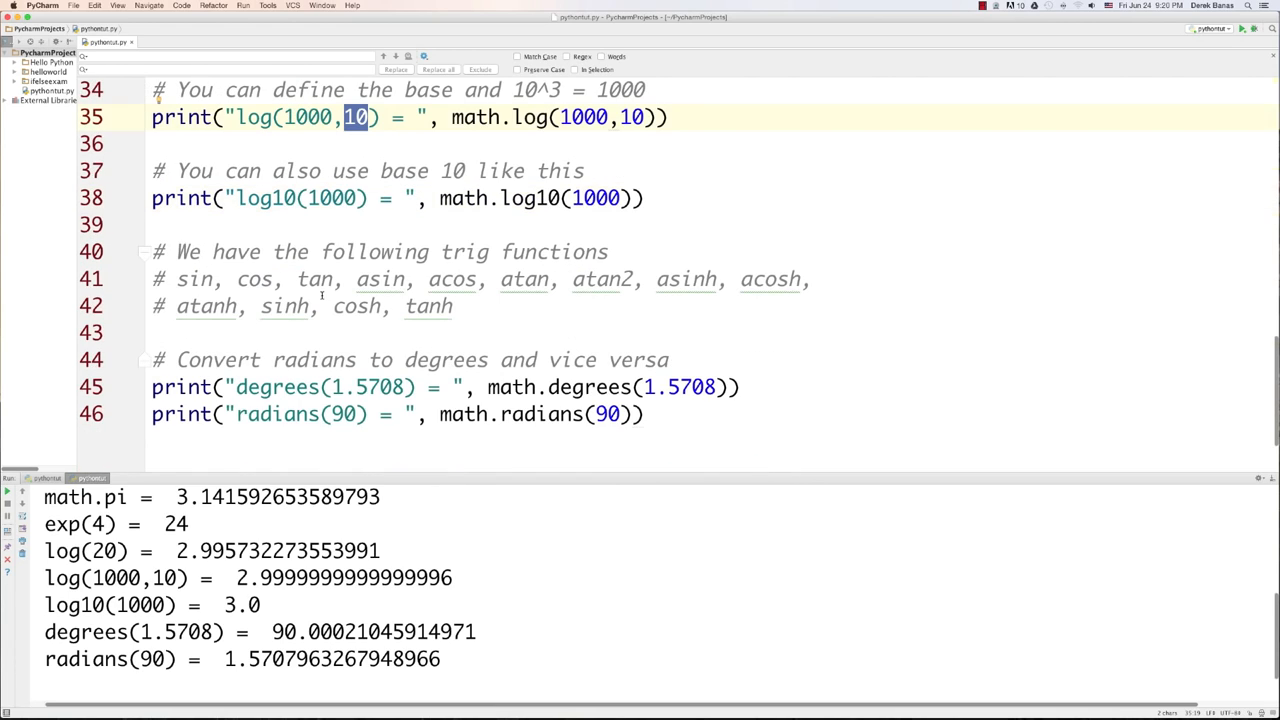 PyCharm File Edit View Navigate Code Refactor Run Tools VCS Window Help Fri Jun 24 9:20 PM Derek Banas
pythontut.py - PycharmProjects - [~/PycharmProjects]
PycharmProjects pythontut.py pythontut
pythontut.py
PycharmProject
Hello Python
helloworld
ifelseexam
pythontut.py
External Librarie
Match Case Regex Words
Replace Replace all Exclude Preserve Case In Selection
34 # You can define the base and 10^3 = 1000
35 print("log(1000,10) = ", math.log(1000,10))
36
37 # You can also use base 10 like this
38 print("log10(1000) = ", math.log10(1000))
39
40 # We have the following trig functions
41 # sin, cos, tan, asin, acos, atan, atan2, asinh, acosh,
42 # atanh, sinh, cosh, tanh
43
44 # Convert radians to degrees and vice versa
45 print("degrees(1.5708) = ", math.degrees(1.5708))
46 print("radians(90) = ", math.radians(90))
Run: pythontut pythontut
math.pi = 3.141592653589793
exp(4) = 24
log(20) = 2.995732273553991
log(1000,10) = 2.9999999999999996
log10(1000) = 3.0
degrees(1.5708) = 90.00021045914971
radians(90) = 1.5707963267948966
2 chars 35:19 LF÷ UTF-8÷